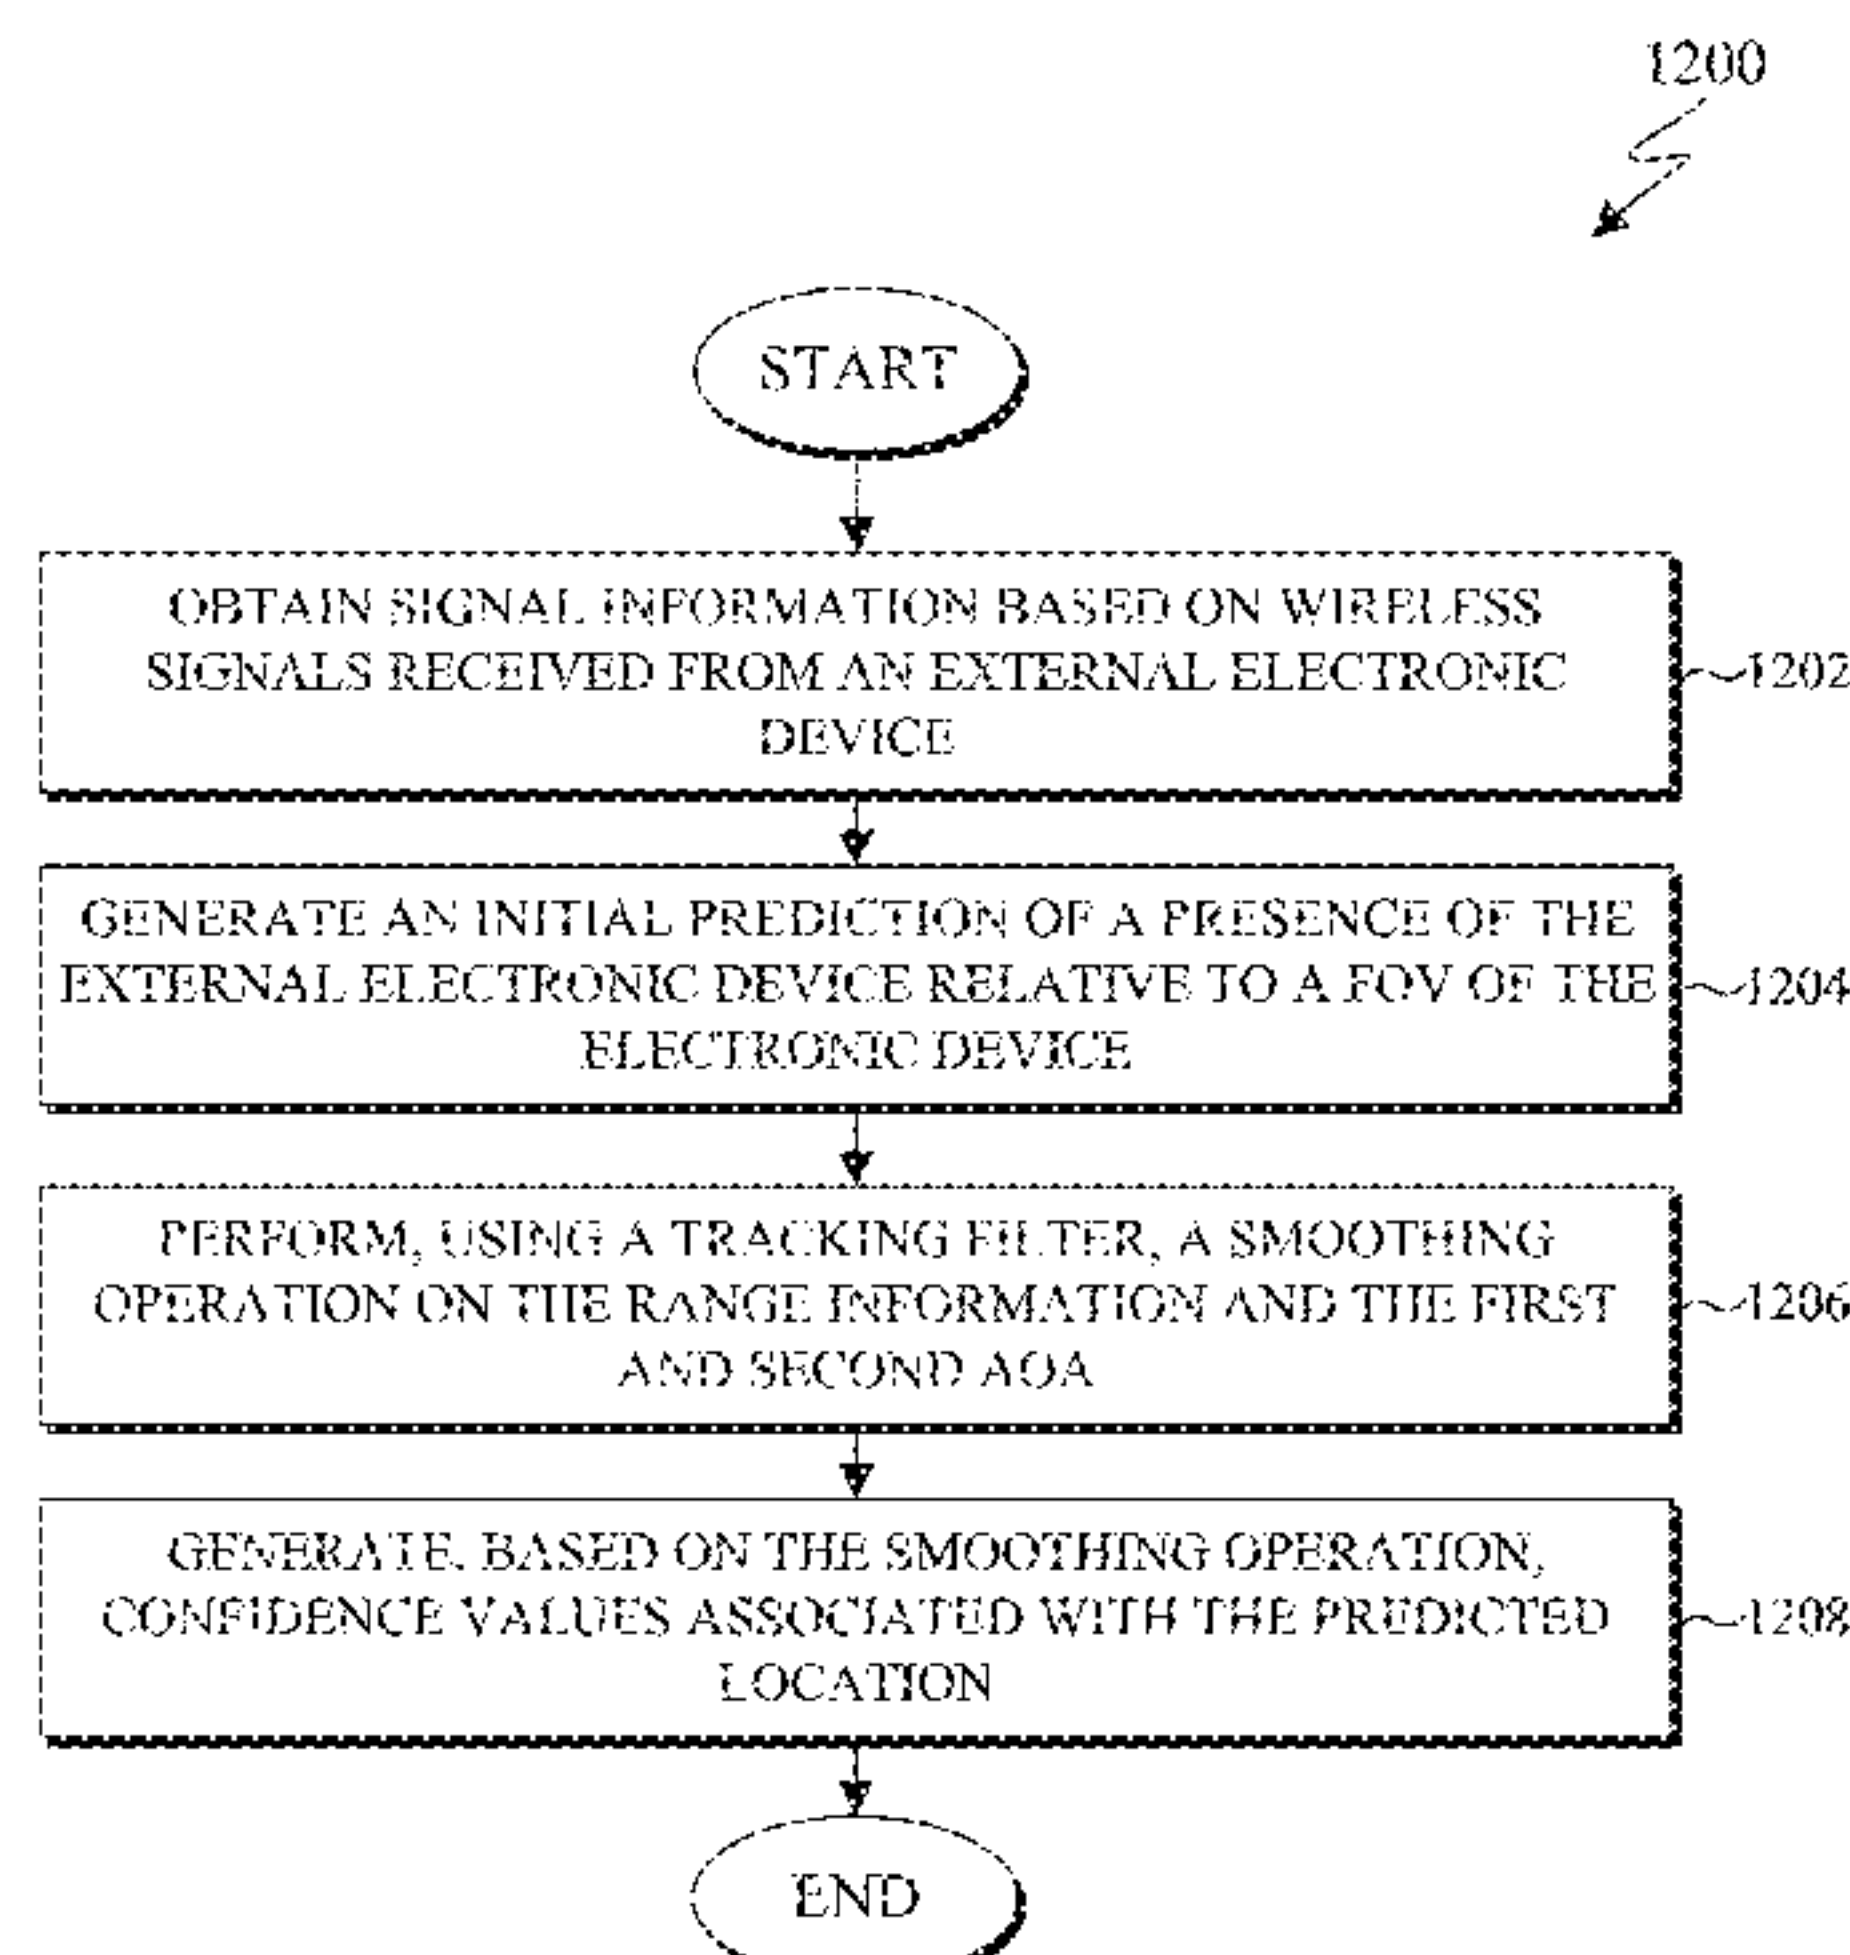 1200
START
OBTAIN SIGNAL INFORMATION BASED ON WIRELESS
SIGNALS RECEIVED FROM AN EXTERNAL ELECTRONIC
DEVICE
1202
GENERATE AN INITIAL PREDICTION OF A PRESENCE OF THE
EXTERNAL ELECTRONIC DEVICE RELATIVE TO A FOV OF THE
ELECTRONIC DEVICE
1204
PERFORM, USING A TRACKING FILTER, A SMOOTHING
OPERATION ON THE RANGE INFORMATION AND THE FIRST
AND SECOND AOA
1206
GENERATE, BASED ON THE SMOOTHING OPERATION,
CONFIDENCE VALUES ASSOCIATED WITH THE PREDICTED
LOCATION
1208
END